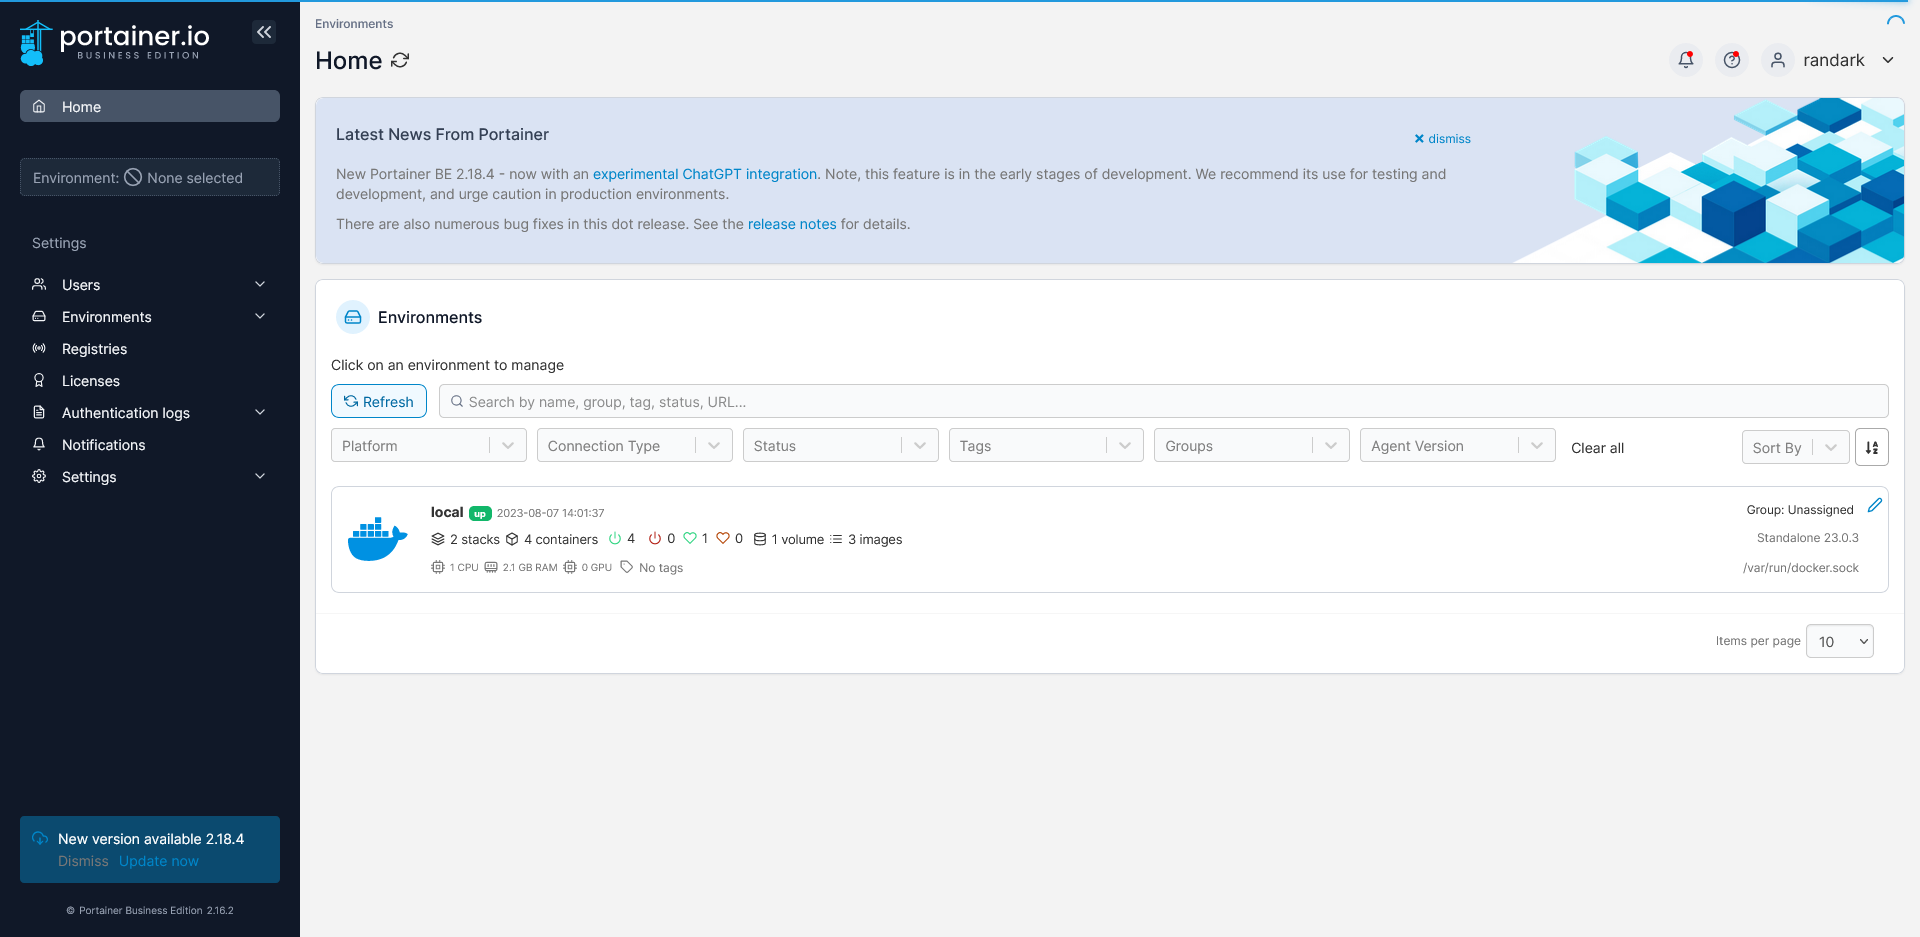 portainer.io
BUSINESS EDITION
Home
Environment: None selected
Settings
Users
Environments
Registries
Licenses
Authentication logs
Notifications
Settings
New version available 2.18.4
Dismiss Update now
© Portainer Business Edition 2.16.2
Environments
Home
randark
Latest News From Portainer
dismiss
New Portainer BE 2.18.4 - now with an experimental ChatGPT integration. Note, this feature is in the early stages of development. We recommend its use for testing and
development, and urge caution in production environments.
There are also numerous bug fixes in this dot release. See the release notes for details.
Environments
Click on an environment to manage
Refresh Search by name, group, tag, status, URL...
Platform Connection Type Status Tags Groups Agent Version Clear all Sort By
local up 2023-08-07 14:01:37 Group: Unassigned
2 stacks 4 containers 4 0 1 0 1 volume 3 images Standalone 23.0.3
1 CPU 2.1 GB RAM 0 GPU No tags /var/run/docker.sock
Items per page 10